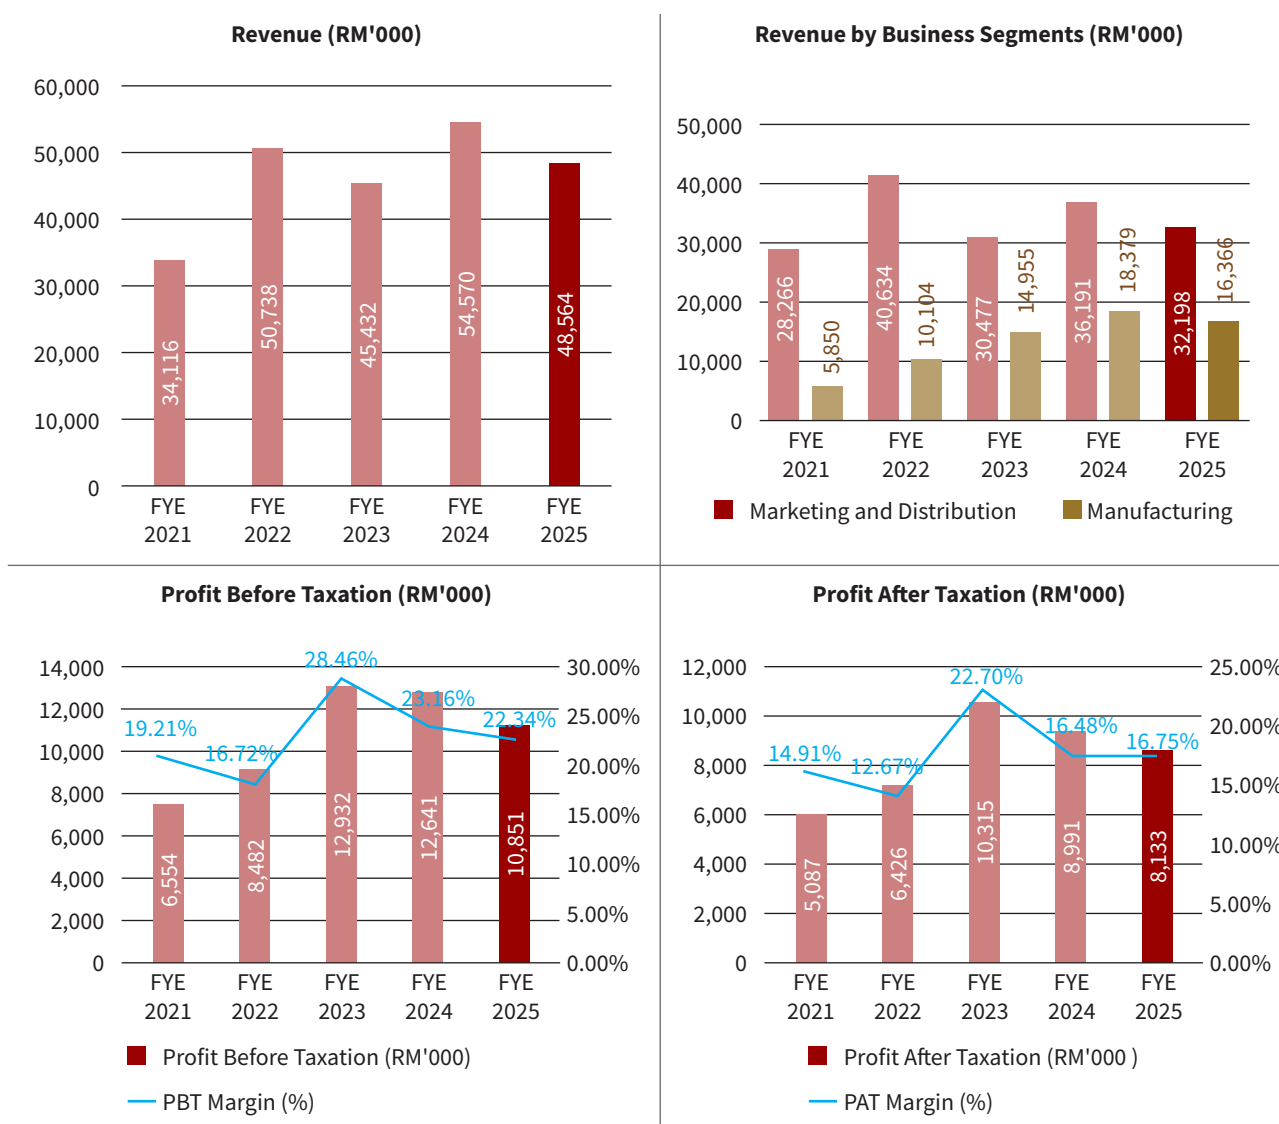 Revenue (RM'000)
60,000
50,000
40,000
30,000
20,000
10,000
0
34,116
50,738
45,432
54,570
48,564
FYE 2021
FYE 2022
FYE 2023
FYE 2024
FYE 2025
Revenue by Business Segments (RM'000)
50,000
40,000
30,000
20,000
10,000
0
28,266
5,850
40,634
10,104
30,477
14,955
36,191
18,379
32,198
16,366
FYE 2021
FYE 2022
FYE 2023
FYE 2024
FYE 2025
Marketing and Distribution
Manufacturing
Profit Before Taxation (RM'000)
14,000
12,000
10,000
8,000
6,000
4,000
2,000
0
19.21%
16.72%
28.46%
23.16%
22.34%
6,554
8,482
12,932
12,641
10,851
30.00%
25.00%
20.00%
15.00%
10.00%
5.00%
0.00%
FYE 2021
FYE 2022
FYE 2023
FYE 2024
FYE 2025
Profit Before Taxation (RM'000)
PBT Margin (%)
Profit After Taxation (RM'000)
12,000
10,000
8,000
6,000
4,000
2,000
0
14.91%
12.67%
22.70%
16.48%
16.75%
5,087
6,426
10,315
8,991
8,133
25.00%
20.00%
15.00%
10.00%
5.00%
0.00%
FYE 2021
FYE 2022
FYE 2023
FYE 2024
FYE 2025
Profit After Taxation (RM'000 )
PAT Margin (%)